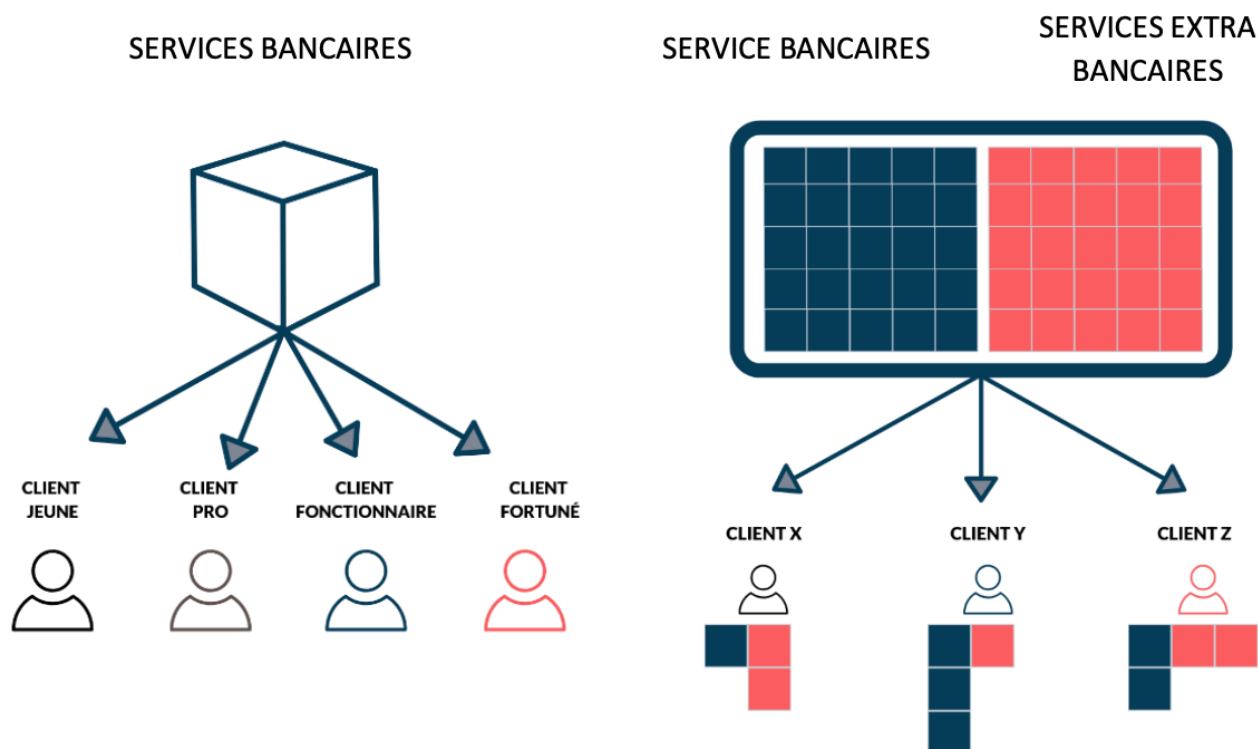 SERVICES BANCAIRES
SERVICE BANCAIRES
SERVICES EXTRA
BANCAIRES
CLIENT
JEUNE
CLIENT
PRO
CLIENT
FONCTIONNAIRE
CLIENT
FORTUNÉ
CLIENT X
CLIENT Y
CLIENT Z